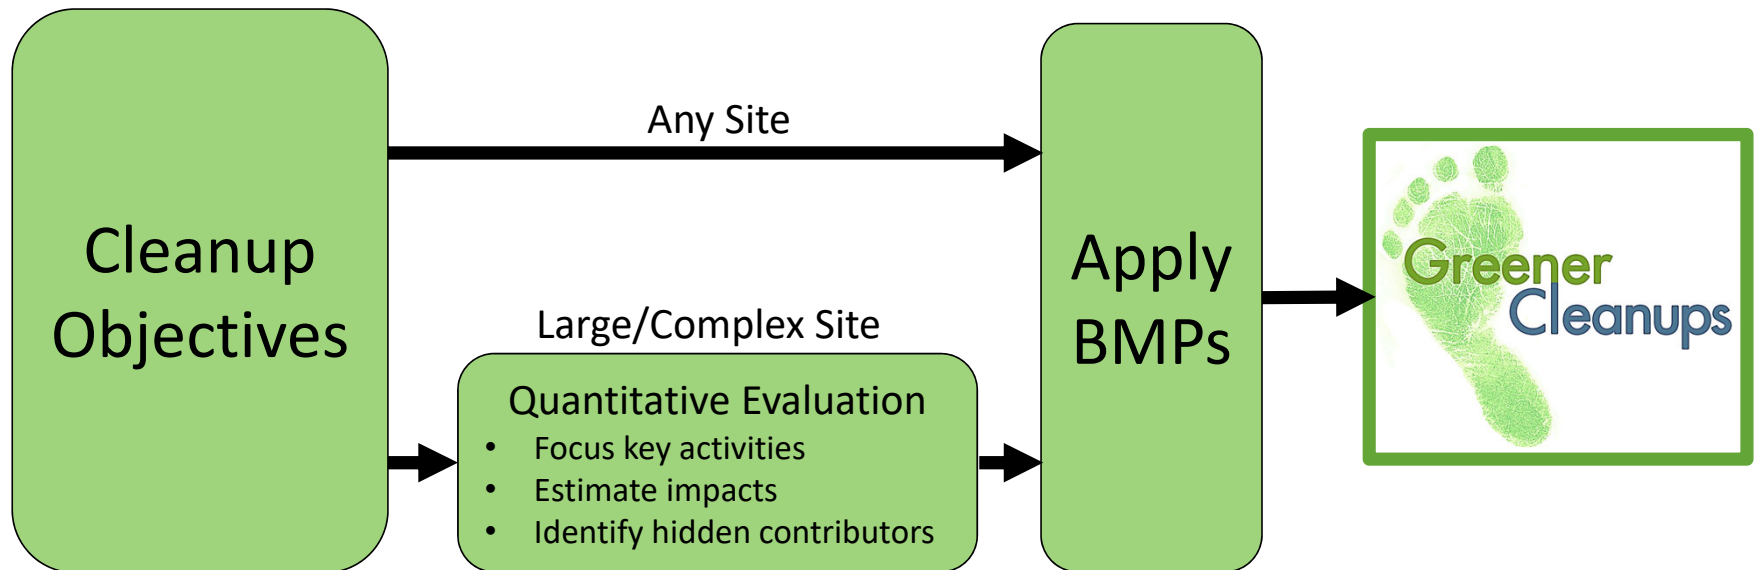 Cleanup
Objectives
Any Site
Large/Complex Site
Quantitative Evaluation
• Focus key activities
• Estimate impacts
• Identify hidden contributors
Apply
BMPs
Greener
Cleanups